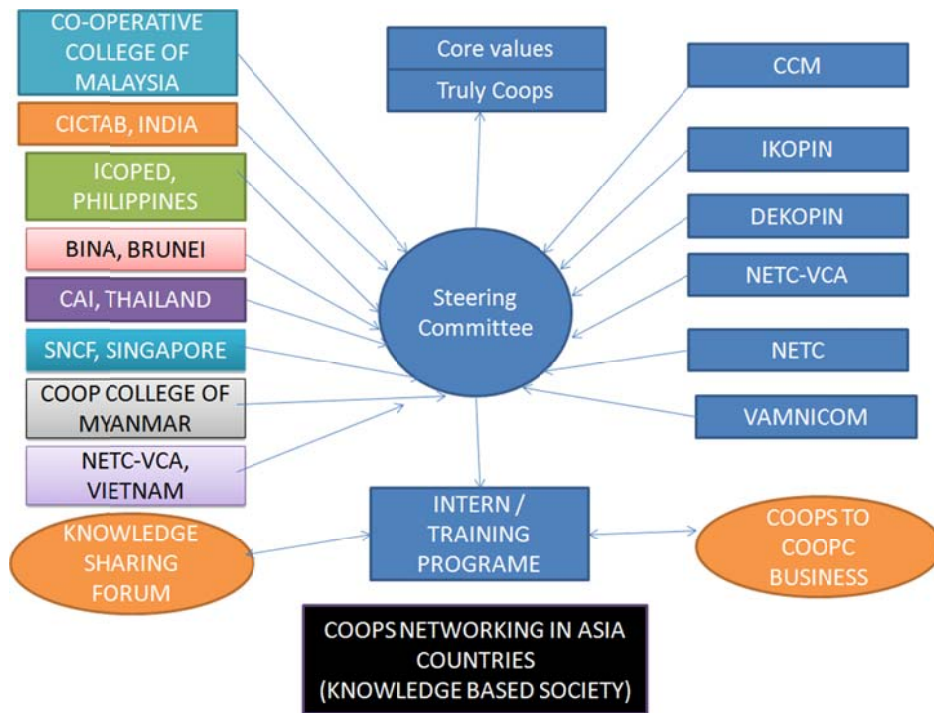 CO-OPERATIVE
COLLEGE OF
MALAYSIA
CICTAB, INDIA
ICOPED,
PHILIPPINES
BINA, BRUNEI
CAI, THAILAND
SNCF, SINGAPORE
COOP COLLEGE OF
MYANMAR
NETC-VCA,
VIETNAM
KNOWLEDGE
SHARING
FORUM
Core values
Truly Coops
Steering
Committee
INTERN /
TRAINING
PROGRAME
CCM
IKOPIN
DEKOPIN
NETC-VCA
NETC
VAMNICOM
COOPS TO
COOPC
BUSINESS
COOPS NETWORKING IN ASIA
COUNTRIES
(KNOWLEDGE BASED SOCIETY)